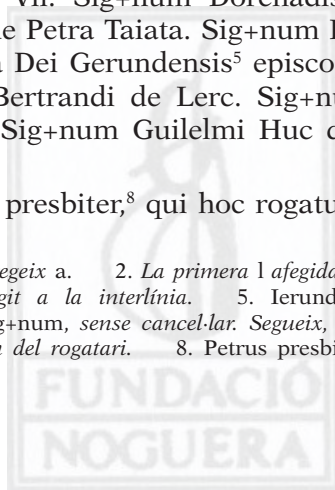 VII. Sig+num Dorenadis
e Petra Taiata. Sig+num
Dei Gerundensis⁵ episco
Bertrandi de Lerc. Sig+nu
Sig+num Guilelmi Huc
presbiter,⁸ qui hoc rogatu
egeix a. 2. La primera l afegida
git a la interlínia. 5. Ierund
g+num, sense cancel·lar. Segueix,
del rogatari. 8. Petrus presbi
FUNDACIÓ
NOGUERA